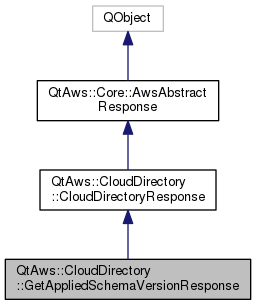 QObject
QtAws::Core::AwsAbstract
Response
QtAws::CloudDirectory
::CloudDirectoryResponse
QtAws::CloudDirectory
::GetAppliedSchemaVersionResponse